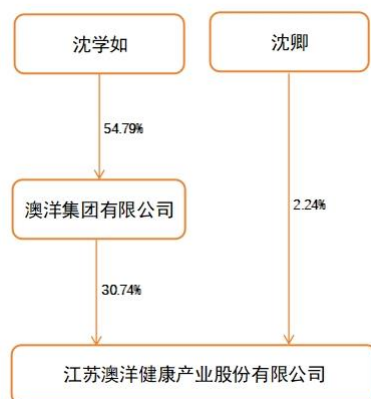 沈学如
沈卿
54.79%
澳洋集团有限公司
2.24%
30.74%
江苏澳洋健康产业股份有限公司